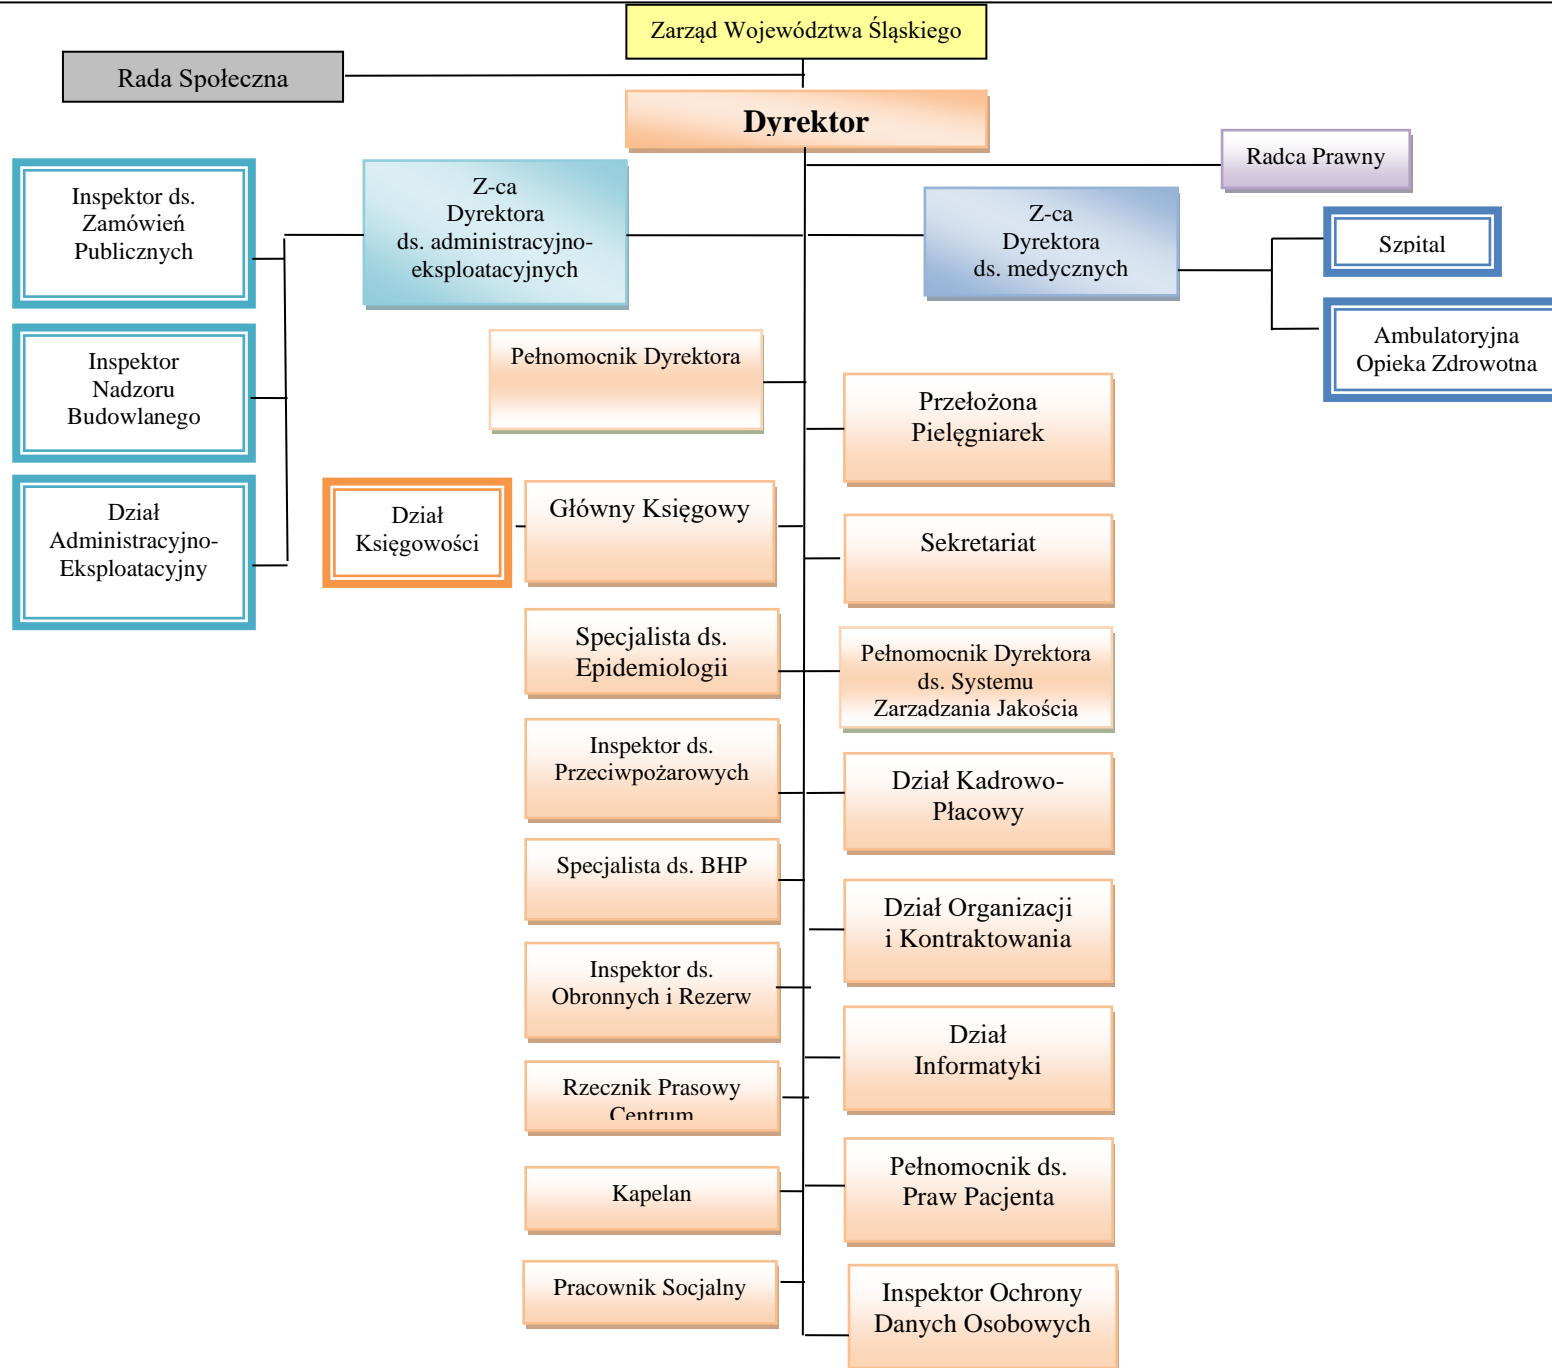 Zarząd Województwa Śląskiego
Rada Społeczna
Dyrektor
Radca Prawny
Inspektor ds.
Zamówień
Publicznych
Z-ca
Dyrektora
ds. administracyjno-
eksploatacyjnych
Z-ca
Dyrektora
ds. medycznych
Szpital
Ambulatoryjna
Opieka Zdrowotna
Inspektor
Nadzoru
Budowlanego
Pełnomocnik Dyrektora
Przełożona
Pielęgniarek
Dział
Administracyjno-
Eksploatacyjny
Dział
Księgowości
Główny Księgowy
Sekretariat
Specjalista ds.
Epidemiologii
Pełnomocnik Dyrektora
ds. Systemu
Zarządzania Jakością
Inspektor ds.
Przeciwpożarowych
Dział Kadrowo-
Płacowy
Specjalista ds. BHP
Dział Organizacji
i Kontraktowania
Inspektor ds.
Obronnych i Rezerw
Dział
Informatyki
Rzecznik Prasowy
Centrum
Pełnomocnik ds.
Praw Pacjenta
Kapelan
Pracownik Socjalny
Inspektor Ochrony
Danych Osobowych